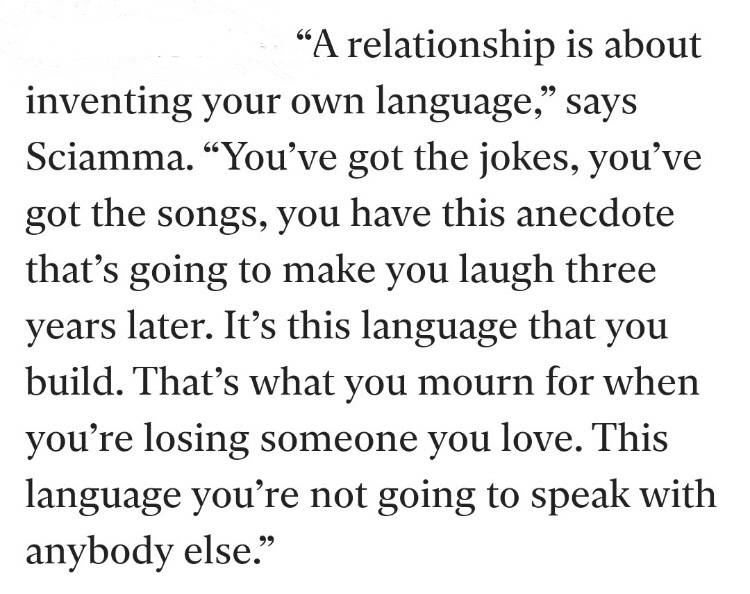 “A relationship is about
inventing your own language,” says
Sciamma. “You’ve got the jokes, you’ve
got the songs, you have this anecdote
that’s going to make you laugh three
years later. It’s this language that you
build. That’s what you mourn for when
you’re losing someone you love. This
language you’re not going to speak with
anybody else.”